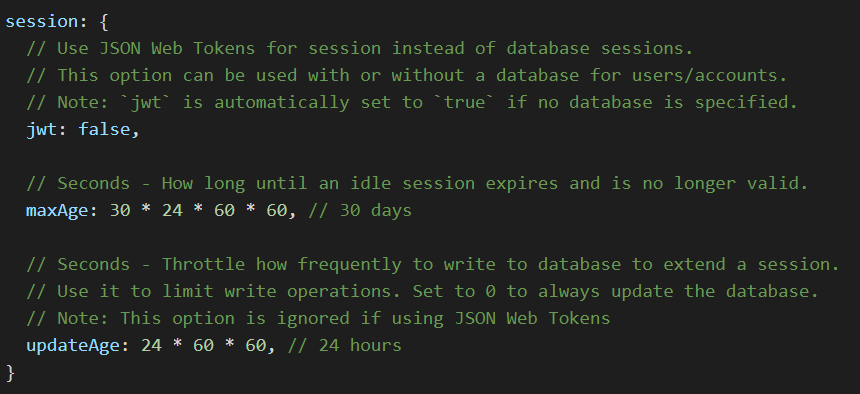 session: {
  // Use JSON Web Tokens for session instead of database sessions.
  // This option can be used with or without a database for users/accounts.
  // Note: `jwt` is automatically set to `true` if no database is specified.
  jwt: false,

  // Seconds - How long until an idle session expires and is no longer valid.
  maxAge: 30 * 24 * 60 * 60, // 30 days

  // Seconds - Throttle how frequently to write to database to extend a session.
  // Use it to limit write operations. Set to 0 to always update the database.
  // Note: This option is ignored if using JSON Web Tokens
  updateAge: 24 * 60 * 60, // 24 hours
}